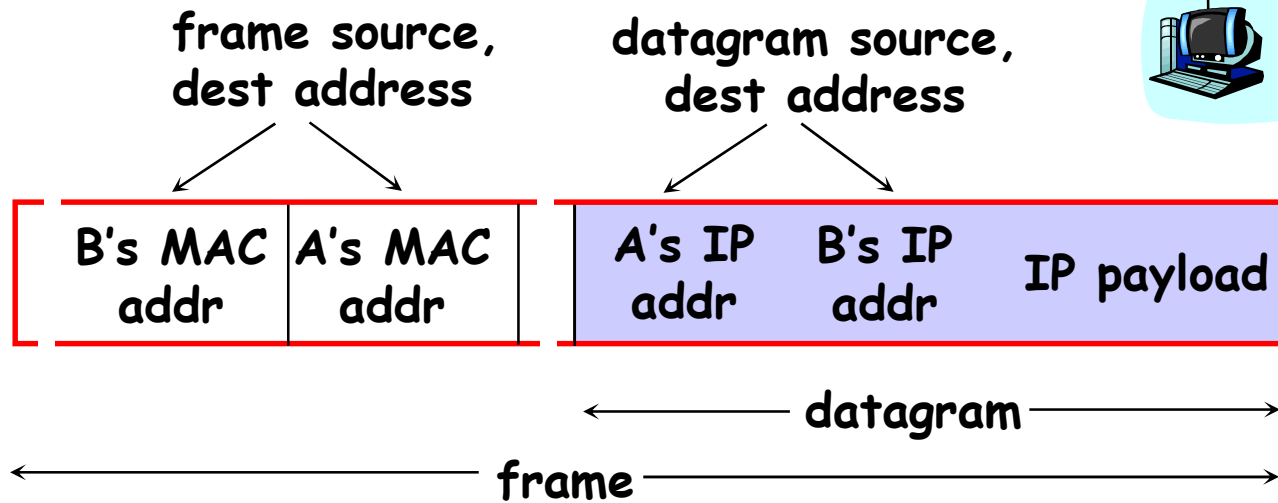 frame source,
dest address
datagram source,
dest address
B's MAC
addr
A's MAC
addr
A's IP
addr
B's IP
addr
IP payload
datagram
frame